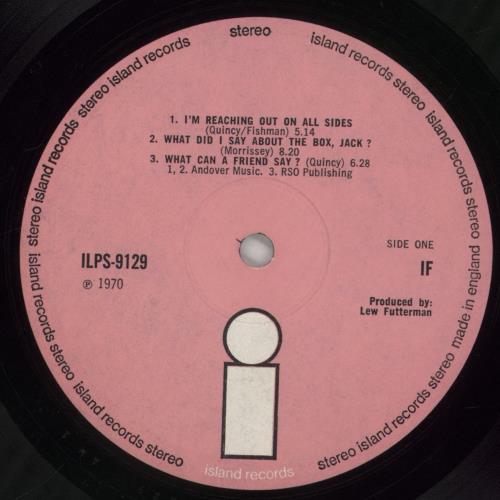 stereo
island records
stereo island records stereo island records stereo island records
stereo island records stereo
made in england
stereo island records stereo
1. I'M REACHING OUT ON ALL SIDES
(Quincy/Fishman) 5.14
2. WHAT DID I SAY ABOUT THE BOX, JACK ?
(Morrissey) 8.20
3. WHAT CAN A FRIEND SAY ? (Quincy) 6.28
1, 2. Andover Music. 3. RSO Publishing
SIDE ONE
ILPS-9129
IF
℗ 1970
Produced by:
Lew Futterman
i
island records